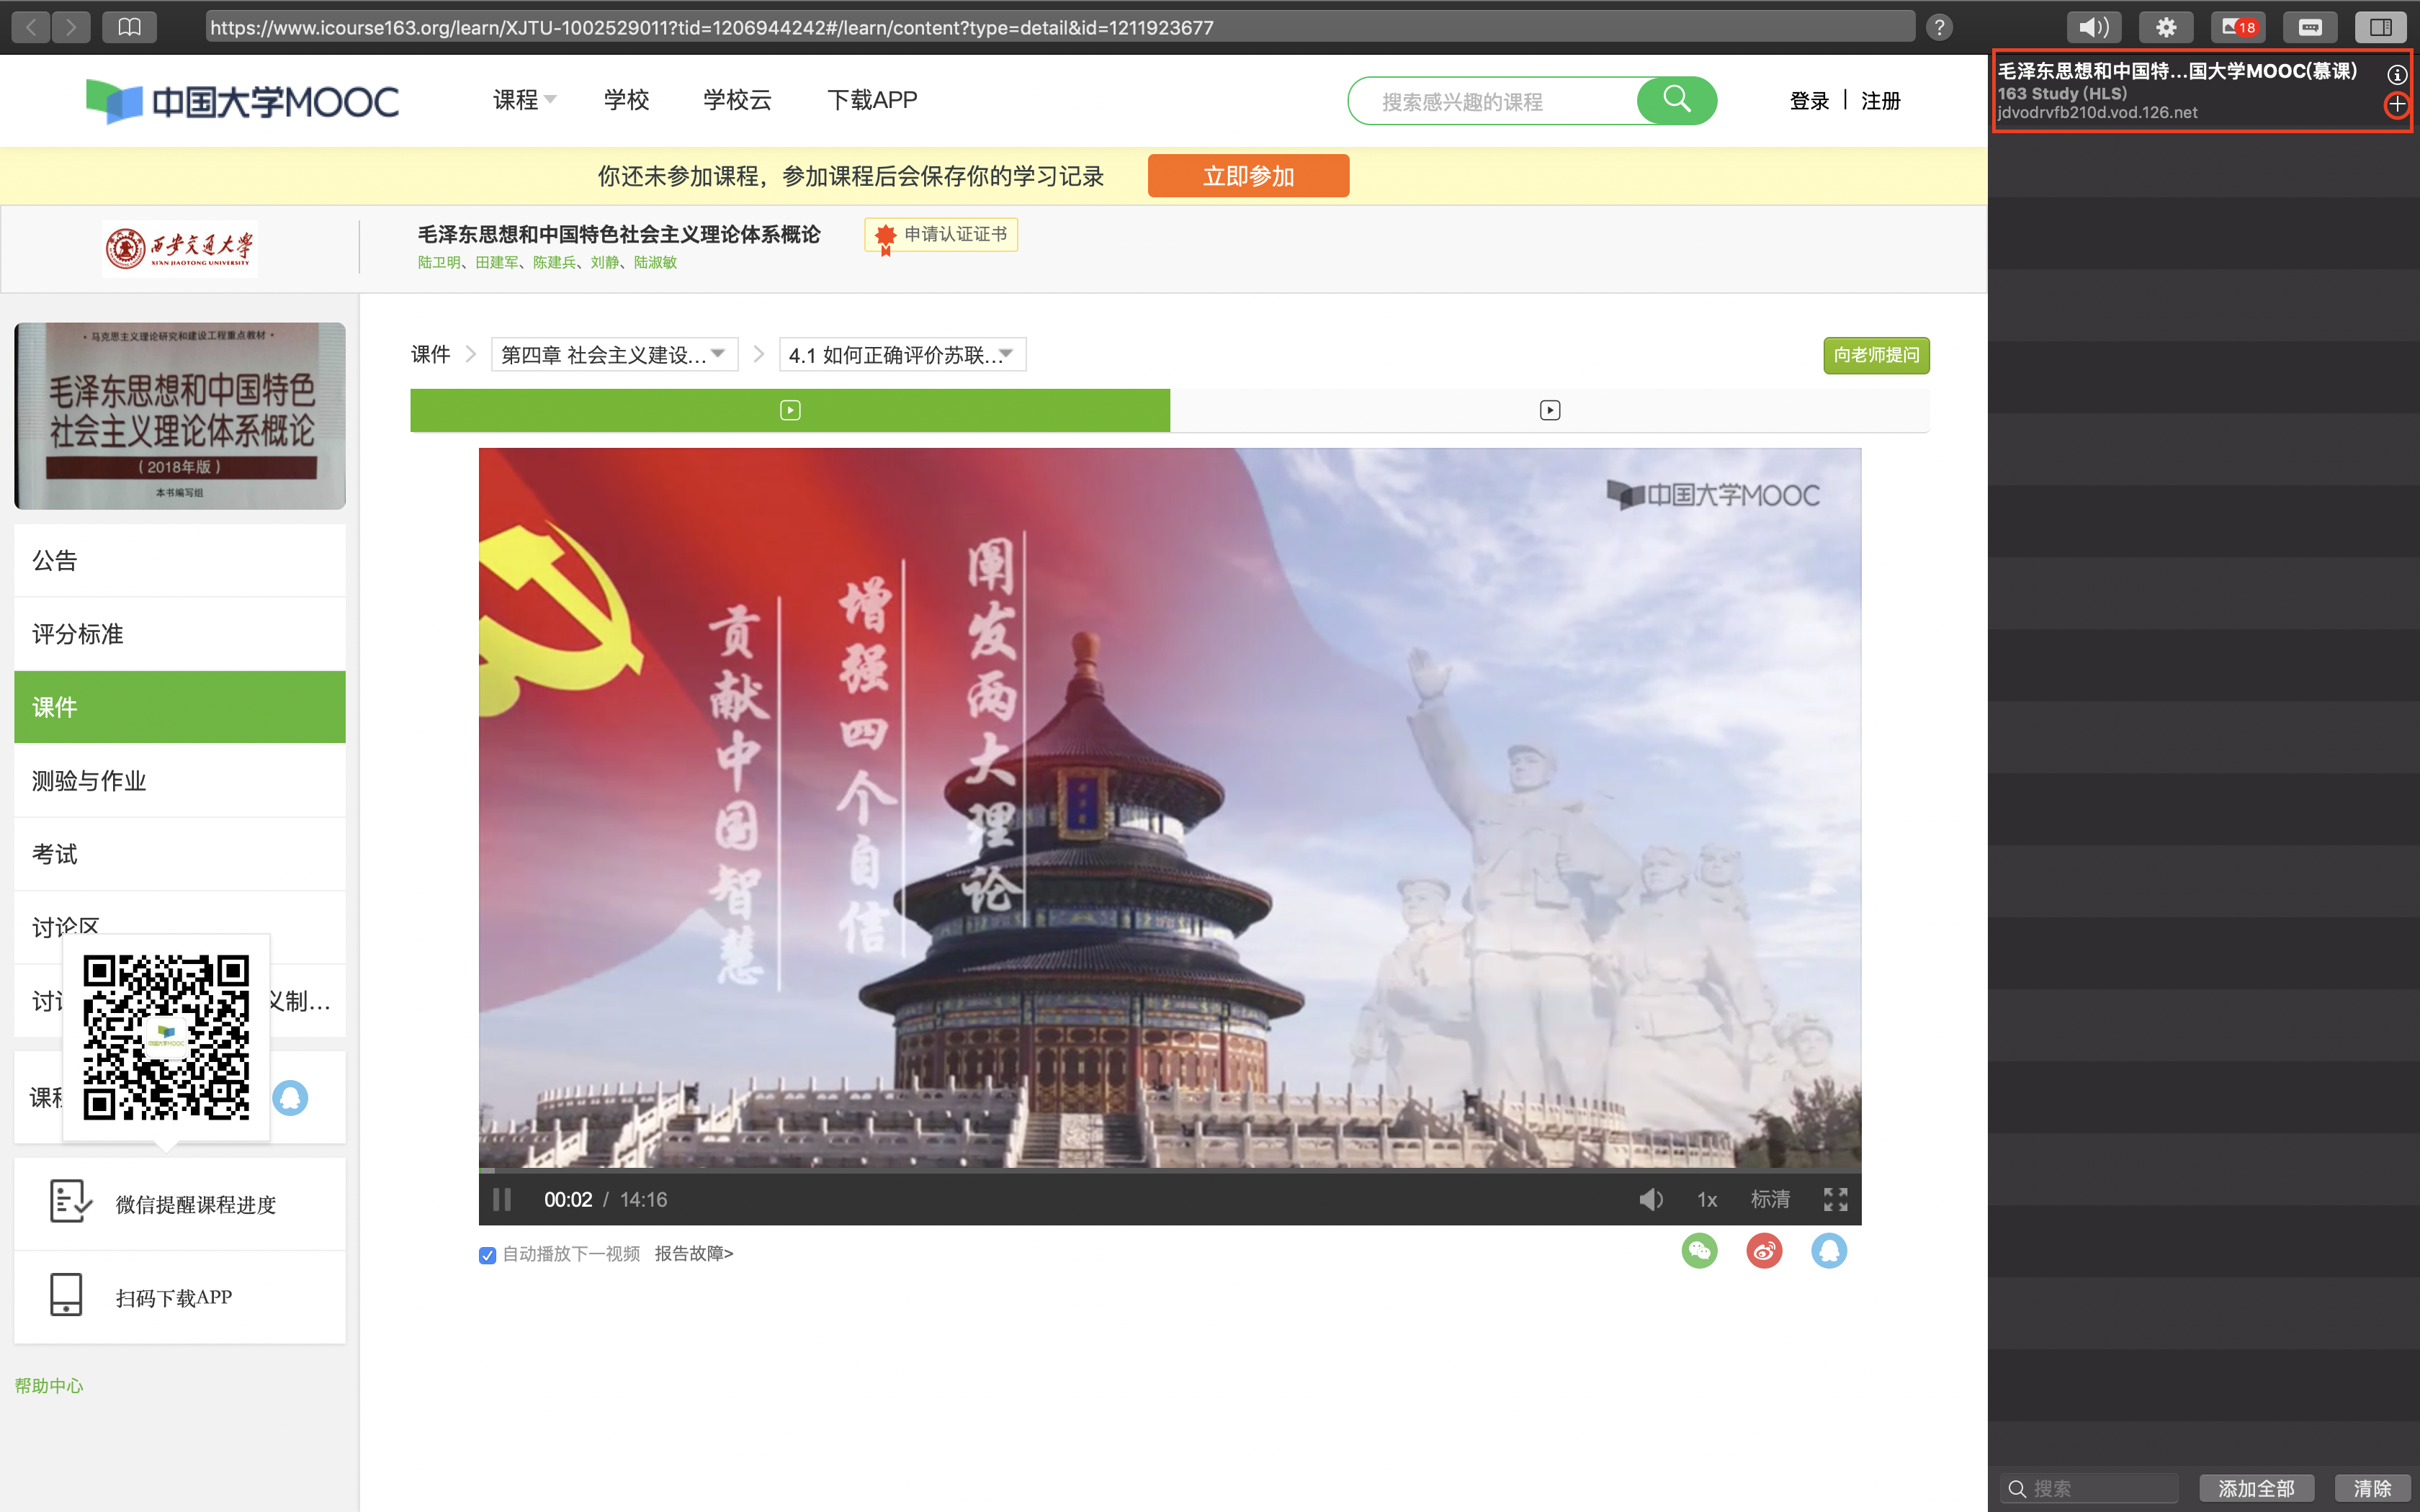 https://www.icourse163.org/learn/XJTU-1002529011?tid=1206944242#/learn/content?type=detail&id=1211923677
?
18
毛泽东思想和中国特...国大学MOOC(慕课)
163 Study (HLS)
jdvodrvfb210d.vod.126.net
中国大学MOOC
课程
学校
学校云
下载APP
搜索感兴趣的课程
登录 | 注册
你还未参加课程，参加课程后会保存你的学习记录
立即参加
西安交通大学
XI'AN JIAOTONG UNIVERSITY
毛泽东思想和中国特色社会主义理论体系概论
申请认证证书
陆卫明、田建军、陈建兵、刘静、陆淑敏
· 马克思主义理论研究和建设工程重点教材 ·
毛泽东思想和中国特色
社会主义理论体系概论
（2018年版）
本书编写组
公告
评分标准
课件
测验与作业
考试
讨论区
讨
义制...
中国大学MOOC
课程
微信提醒课程进度
扫码下载APP
帮助中心
课件
第四章 社会主义建设...
4.1 如何正确评价苏联...
向老师提问
中国大学MOOC
阐发两大理论
增强四个自信
贡献中国智慧
00:02 / 14:16
1x
标清
自动播放下一视频
报告故障>
搜索
添加全部
清除